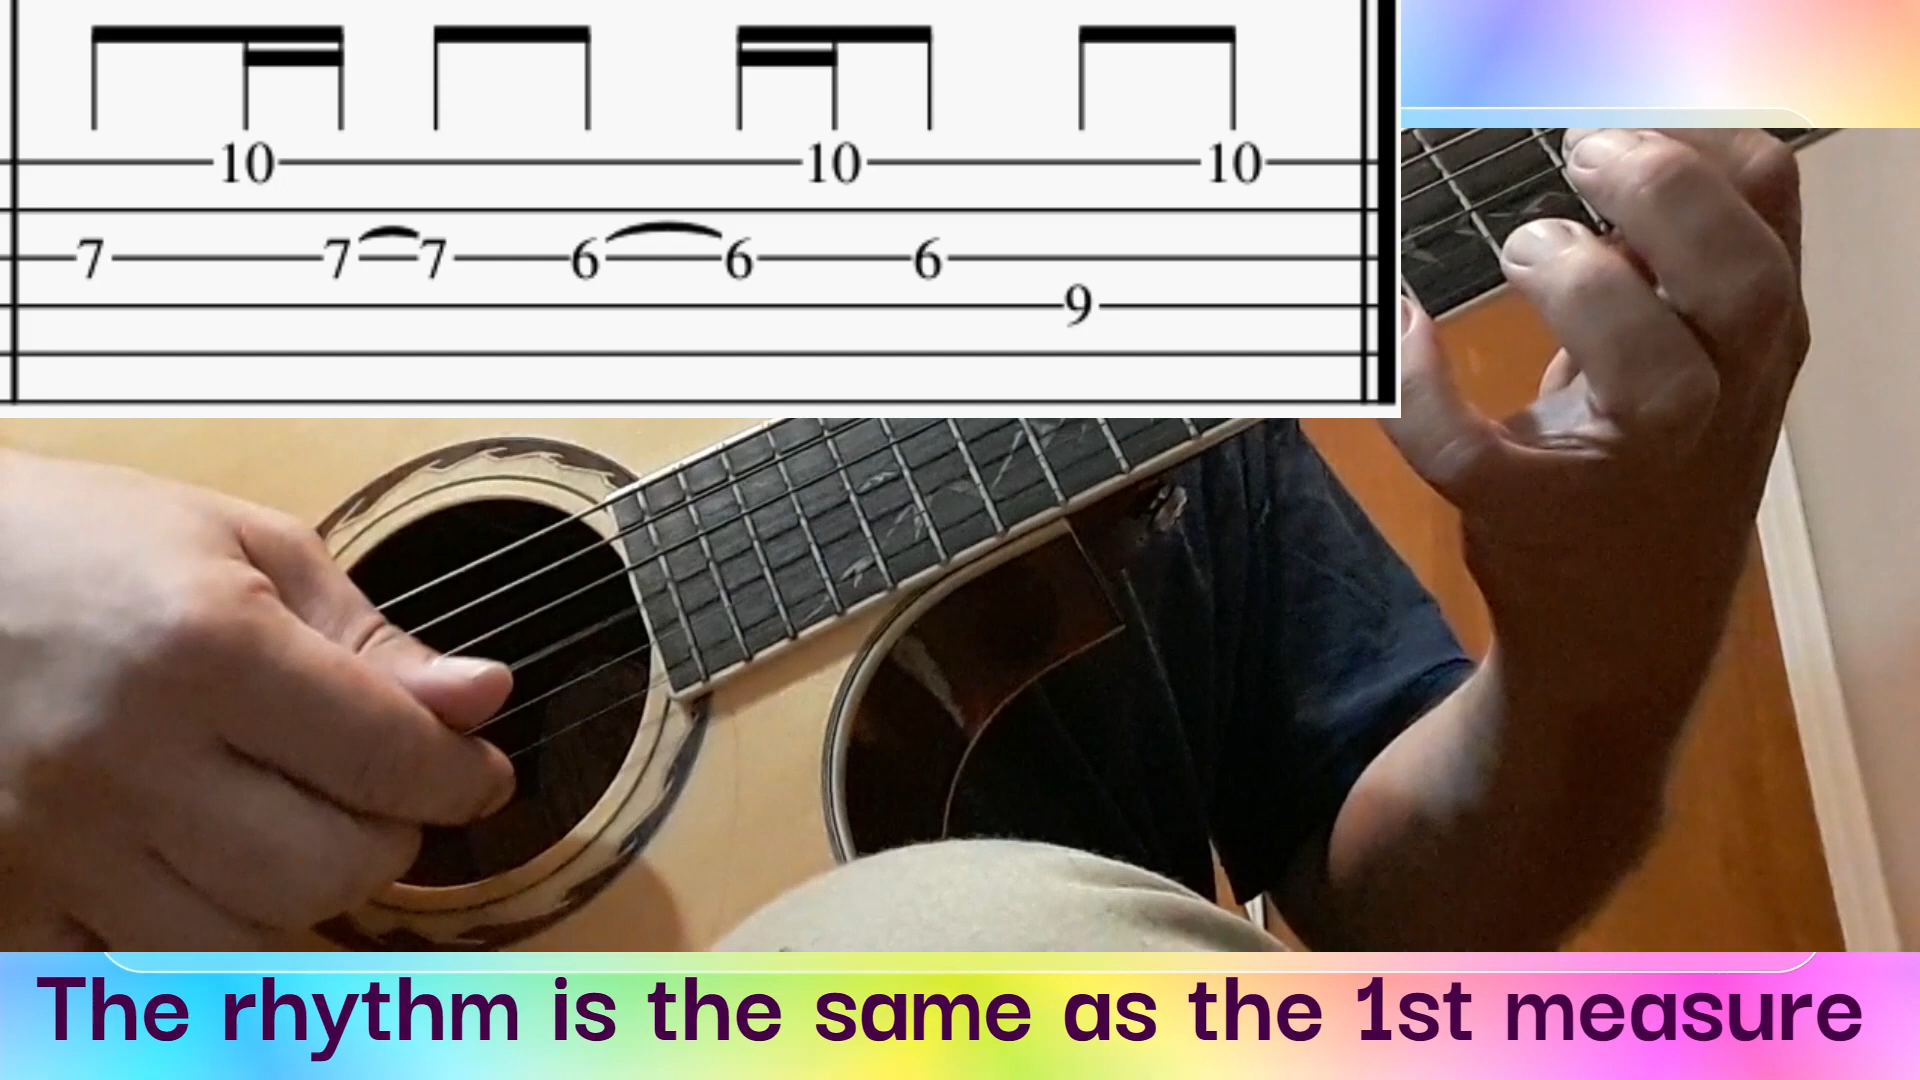 10 10 10
7 7 7 6 6 6
9
The rhythm is the same as the 1st measure